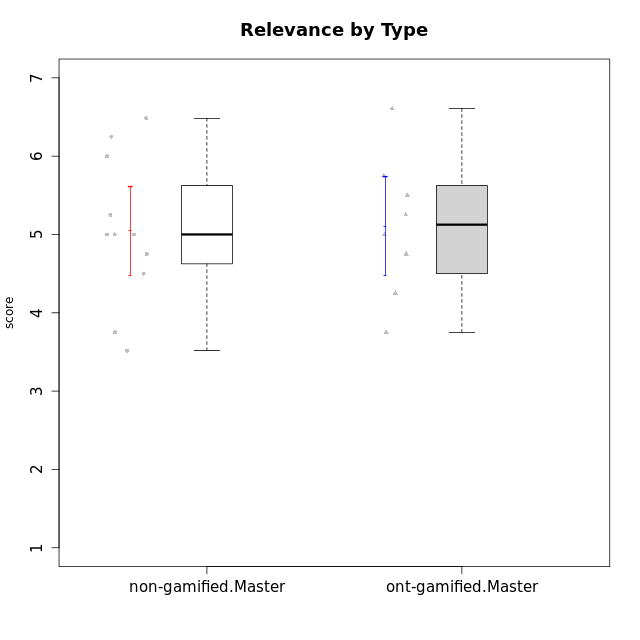 Relevance by Type
7
6
5
4
3
2
1
score
non-gamified.Master
ont-gamified.Master